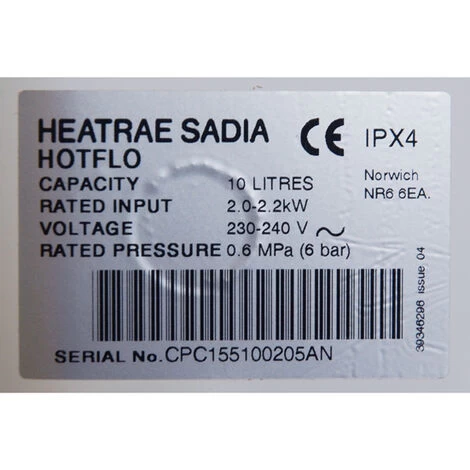 HEATRAE SADIA CE IPX4
HOTFLO
Norwich
NR6 6EA.
CAPACITY 10 LITRES
RATED INPUT 2.0-2.2kW
VOLTAGE 230-240 V ~
RATED PRESSURE 0.6 MPa (6 bar)
39346296 issue 04
SERIAL No.CPC155100205AN